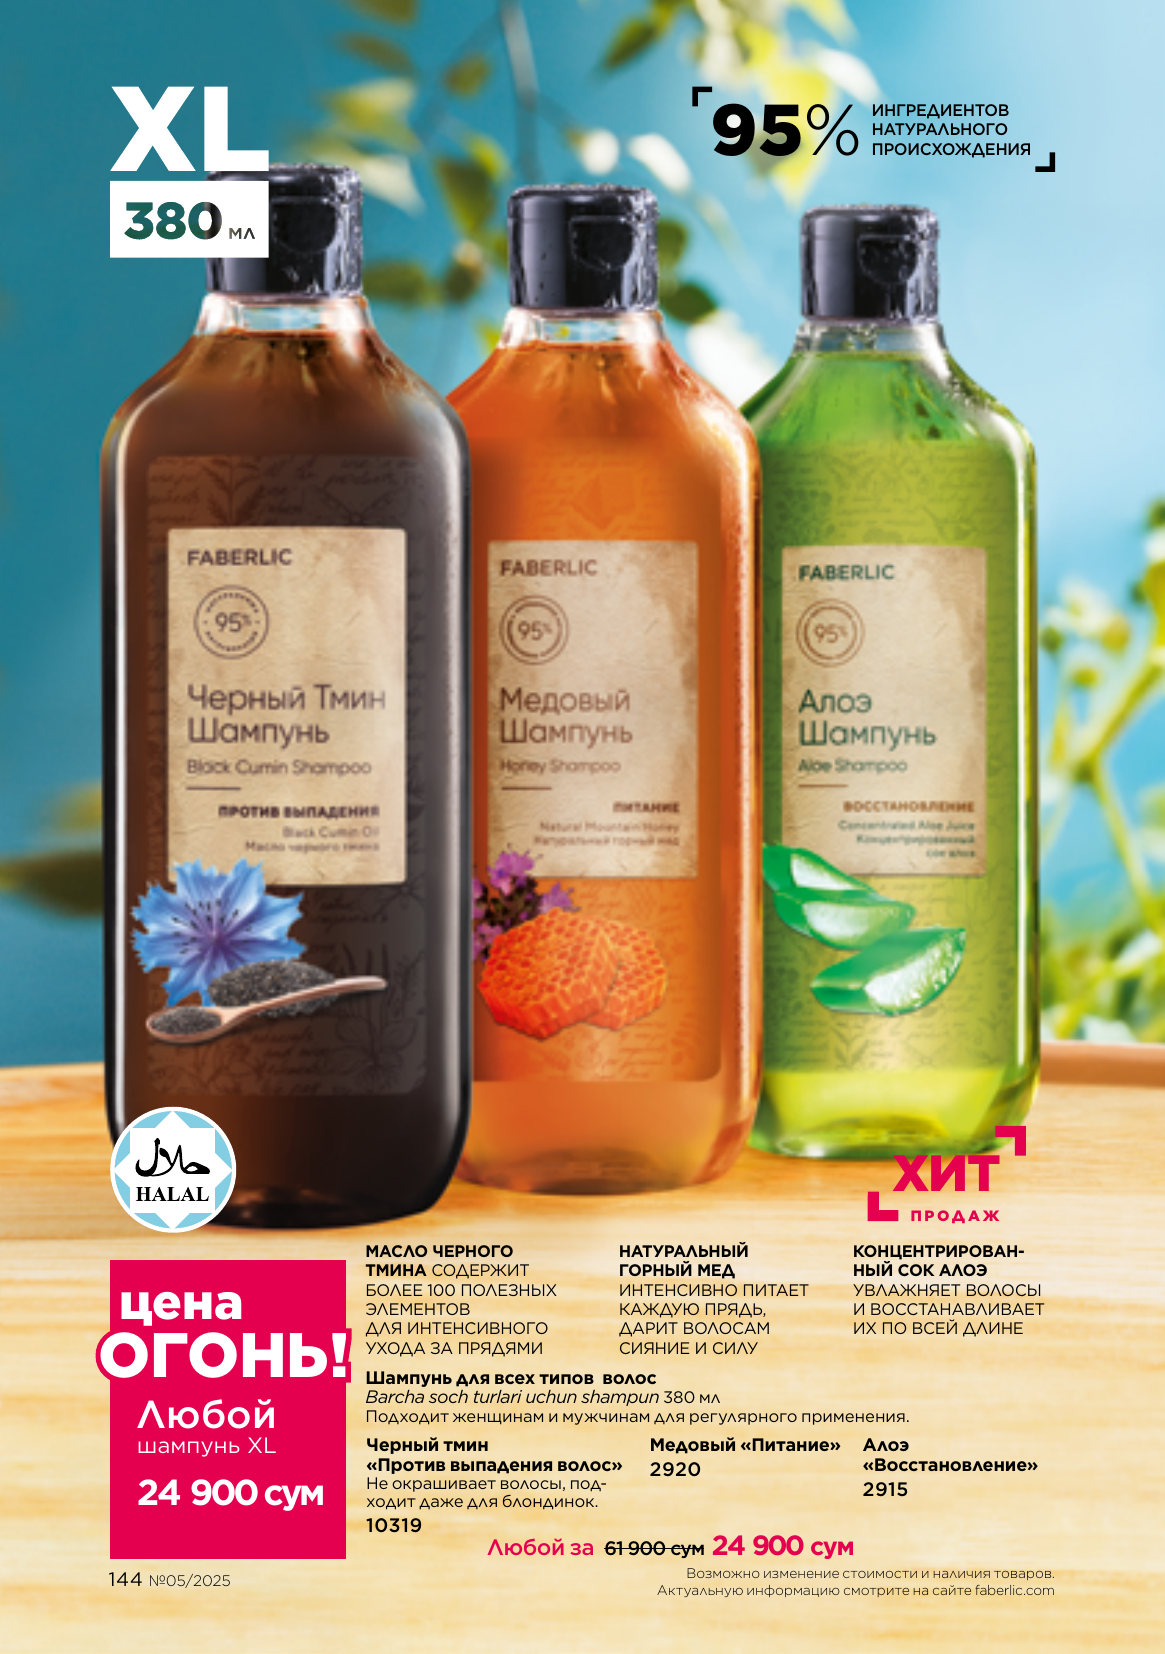 XL
380 мл
95% ИНГРЕДИЕНТОВ
НАТУРАЛЬНОГО
ПРОИСХОЖДЕНИЯ
FABERLIC
95%
Черный Тмин
Шампунь
Black Cumin Shampoo
ПРОТИВ ВЫПАДЕНИЯ
Black Cumin Oil
Масло черного тмина
FABERLIC
95%
Медовый
Шампунь
Honey Shampoo
ПИТАНИЕ
Natural Mountain Honey
Натуральный горный мед
FABERLIC
95%
Алоэ
Шампунь
Aloe Shampoo
ВОССТАНОВЛЕНИЕ
Concentrated Aloe Juice
Концентрированный
сок алоэ
حلال
HALAL
ХИТ
ПРОДАЖ
цена
ОГОНЬ!
Любой
шампунь XL
24 900 сум
МАСЛО ЧЕРНОГО
ТМИНА СОДЕРЖИТ
БОЛЕЕ 100 ПОЛЕЗНЫХ
ЭЛЕМЕНТОВ
ДЛЯ ИНТЕНСИВНОГО
УХОДА ЗА ПРЯДЯМИ
НАТУРАЛЬНЫЙ
ГОРНЫЙ МЕД
ИНТЕНСИВНО ПИТАЕТ
КАЖДУЮ ПРЯДЬ,
ДАРИТ ВОЛОСАМ
СИЯНИЕ И СИЛУ
КОНЦЕНТРИРОВАН-
НЫЙ СОК АЛОЭ
УВЛАЖНЯЕТ ВОЛОСЫ
И ВОССТАНАВЛИВАЕТ
ИХ ПО ВСЕЙ ДЛИНЕ
Шампунь для всех типов волос
Barcha soch turlari uchun shampun 380 мл
Подходит женщинам и мужчинам для регулярного применения.
Черный тмин
«Против выпадения волос»
Не окрашивает волосы, под-
ходит даже для блондинок.
10319
Медовый «Питание»
2920
Алоэ
«Восстановление»
2915
Любой за 61 900 сум 24 900 сум
144 №05/2025
Возможно изменение стоимости и наличия товаров.
Актуальную информацию смотрите на сайте faberlic.com